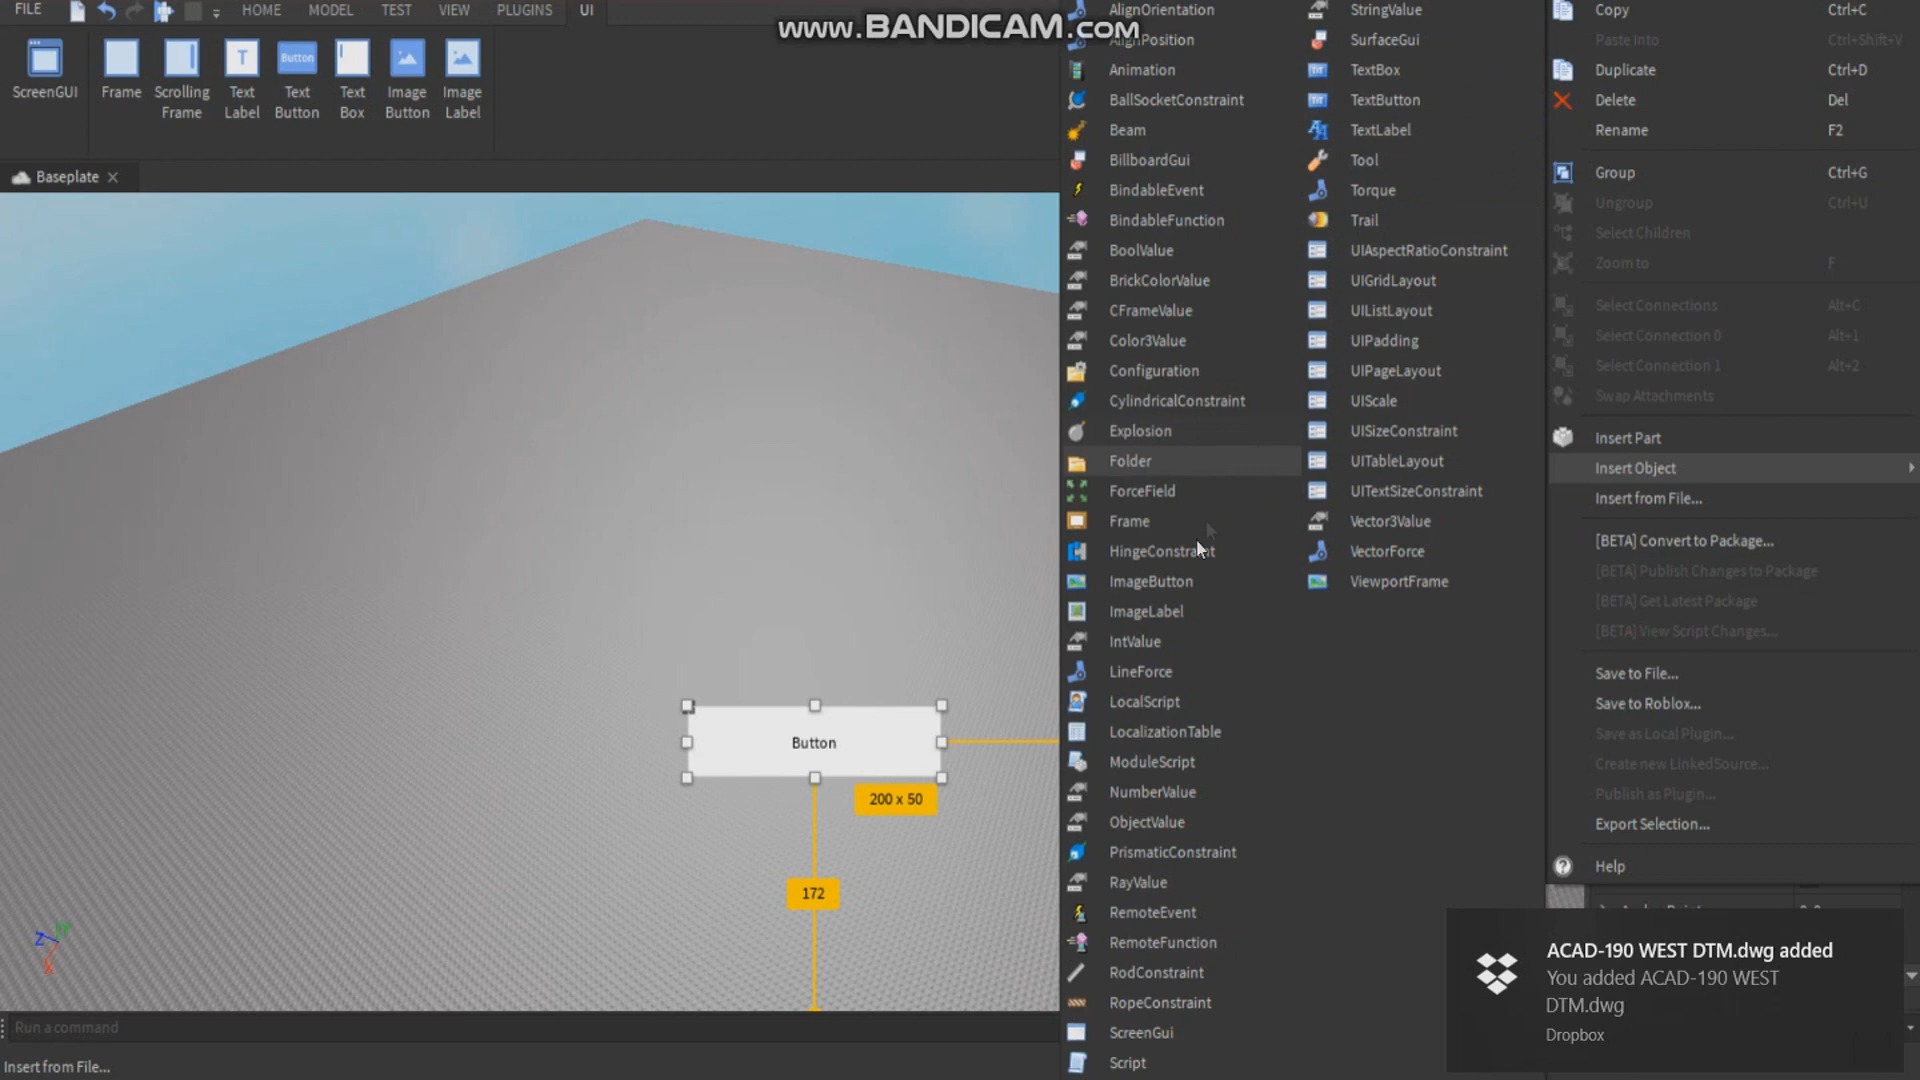 FILE
HOME
MODEL
TEST
VIEW
PLUGINS
UI
www.BANDICAM.com
ScreenGUI
Frame
Scrolling
Frame
T
Text
Label
Button
Text
Button
Text
Box
Image
Button
Image
Label
Baseplate
Button
200 x 50
172
Z
Y
X
Run a command
Insert from File...
AlignOrientation
AlignPosition
Animation
BallSocketConstraint
Beam
BillboardGui
BindableEvent
BindableFunction
BoolValue
BrickColorValue
CFrameValue
Color3Value
Configuration
CylindricalConstraint
Explosion
Folder
ForceField
Frame
HingeConstraint
ImageButton
ImageLabel
IntValue
LineForce
LocalScript
LocalizationTable
ModuleScript
NumberValue
ObjectValue
PrismaticConstraint
RayValue
RemoteEvent
RemoteFunction
RodConstraint
RopeConstraint
ScreenGui
Script
StringValue
SurfaceGui
TextBox
TextButton
TextLabel
Tool
Torque
Trail
UIAspectRatioConstraint
UIGridLayout
UIListLayout
UIPadding
UIPageLayout
UIScale
UISizeConstraint
UITableLayout
UITextSizeConstraint
Vector3Value
VectorForce
ViewportFrame
Copy Ctrl+C
Paste Into Ctrl+Shift+V
Duplicate Ctrl+D
Delete Del
Rename F2
Group Ctrl+G
Ungroup Ctrl+U
Select Children
Zoom to F
Select Connections Alt+C
Select Connection 0 Alt+1
Select Connection 1 Alt+2
Swap Attachments
Insert Part
Insert Object
Insert from File...
[BETA] Convert to Package...
[BETA] Publish Changes to Package
[BETA] Get Latest Package
[BETA] View Script Changes...
Save to File...
Save to Roblox...
Save as Local Plugin...
Create new LinkedSource...
Publish as Plugin...
Export Selection...
Help
ACAD-190 WEST DTM.dwg added
You added ACAD-190 WEST
DTM.dwg
Dropbox